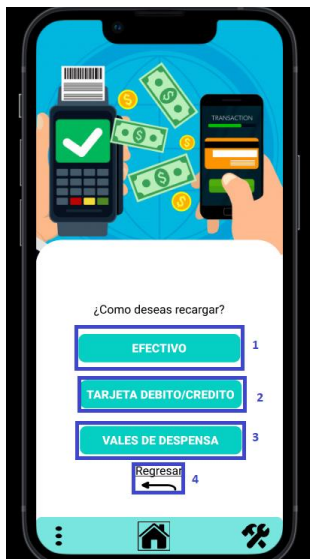 TRANSACTION
¿Como deseas recargar?
EFECTIVO
1
TARJETA DEBITO/CREDITO
2
VALES DE DESPENSA
3
Regresar
4